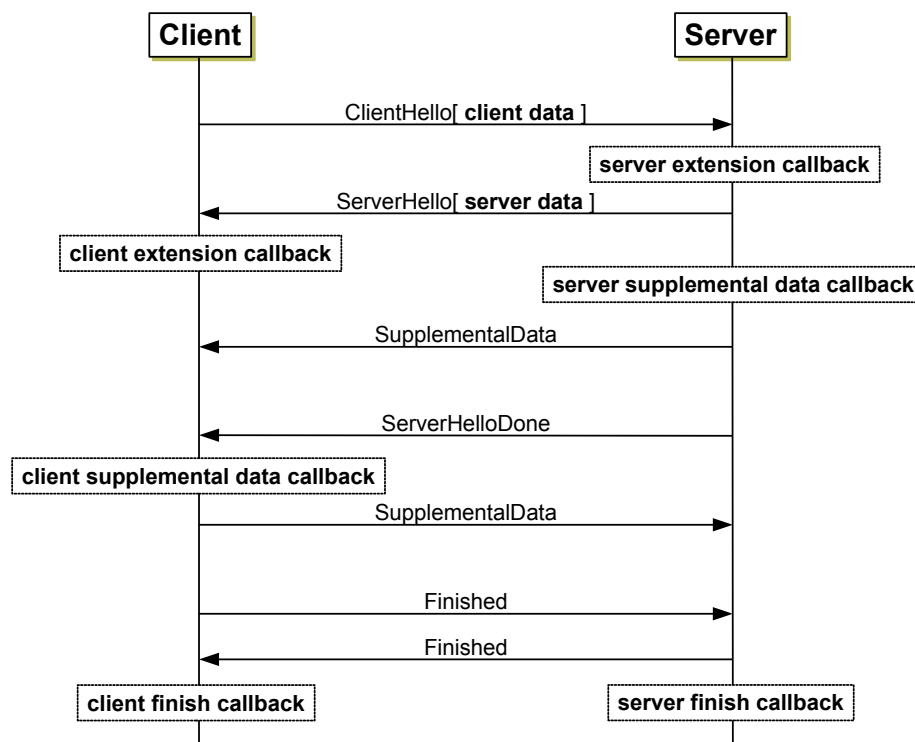 Client
Server
ClientHello[ client data ]
server extension callback
ServerHello[ server data ]
client extension callback
server supplemental data callback
SupplementalData
ServerHelloDone
client supplemental data callback
SupplementalData
Finished
Finished
client finish callback
server finish callback